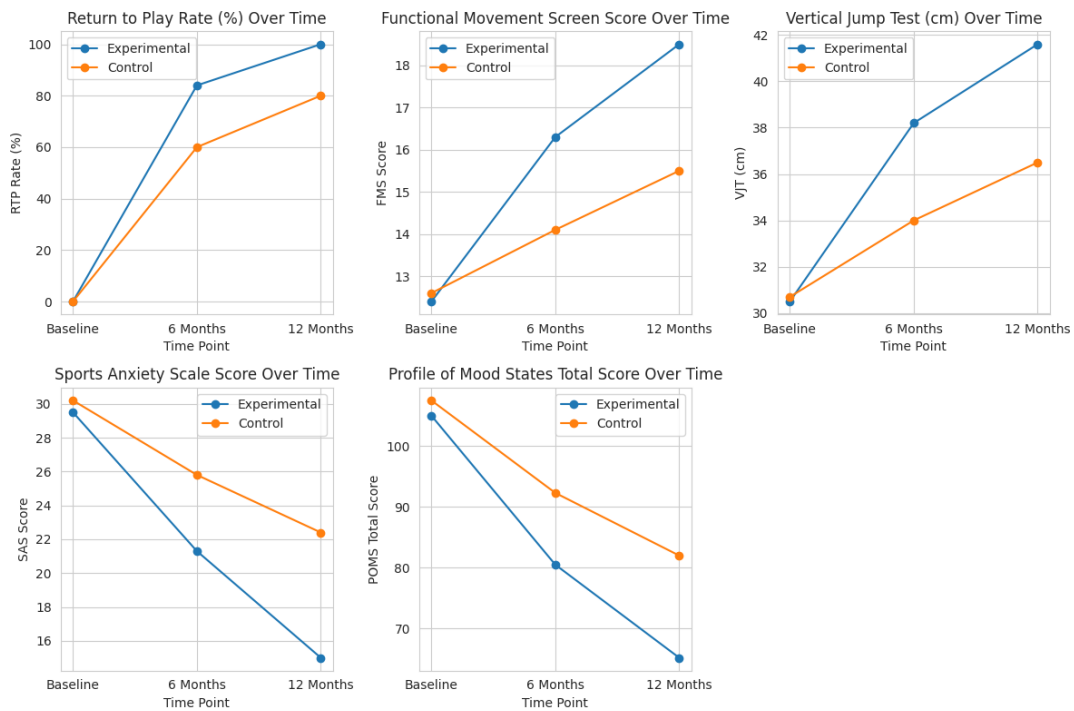 Return to Play Rate (%) Over Time
Experimental
Control
100
80
60
40
20
0
RTP Rate (%)
Baseline
6 Months
12 Months
Time Point
Functional Movement Screen Score Over Time
Experimental
Control
18
17
16
15
14
13
FMS Score
Baseline
6 Months
12 Months
Time Point
Vertical Jump Test (cm) Over Time
Experimental
Control
42
40
38
36
34
32
30
VJT (cm)
Baseline
6 Months
12 Months
Time Point
Sports Anxiety Scale Score Over Time
Experimental
Control
30
28
26
24
22
20
18
16
SAS Score
Baseline
6 Months
12 Months
Time Point
Profile of Mood States Total Score Over Time
Experimental
Control
100
90
80
70
POMS Total Score
Baseline
6 Months
12 Months
Time Point